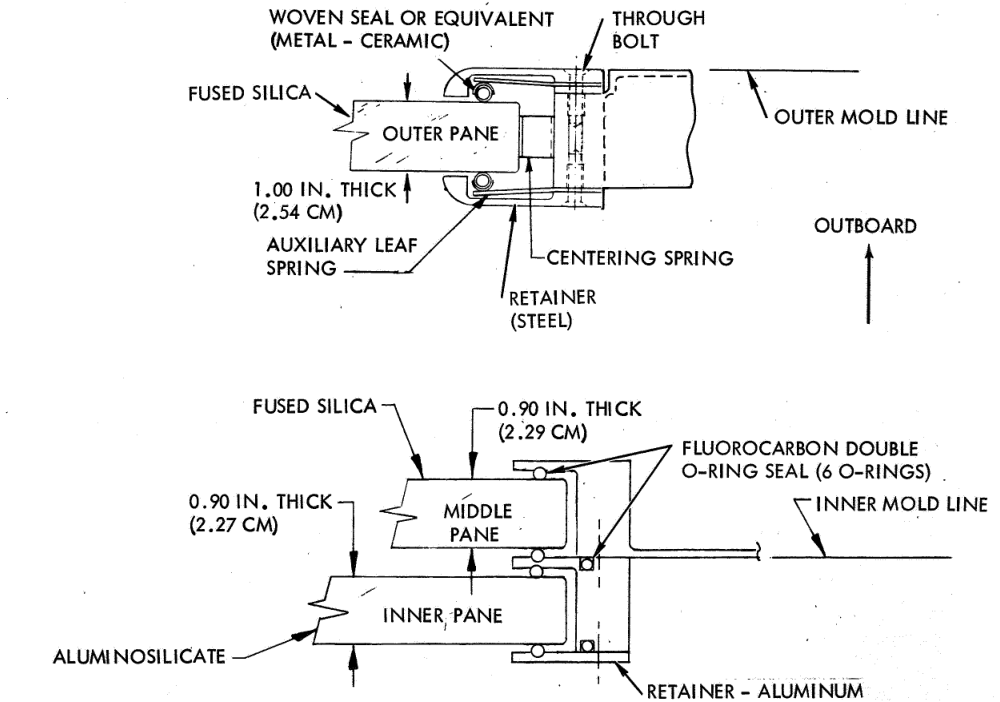 WOVEN SEAL OR EQUIVALENT
(METAL - CERAMIC)
THROUGH
BOLT
FUSED SILICA
OUTER PANE
OUTER MOLD LINE
1.00 IN. THICK
(2.54 CM)
OUTBOARD
AUXILIARY LEAF
SPRING
CENTERING SPRING
RETAINER
(STEEL)
FUSED SILICA
0.90 IN. THICK
(2.29 CM)
FLUOROCARBON DOUBLE
O-RING SEAL (6 O-RINGS)
0.90 IN. THICK
(2.27 CM)
INNER MOLD LINE
MIDDLE
PANE
INNER PANE
ALUMINOSILICATE
RETAINER - ALUMINUM